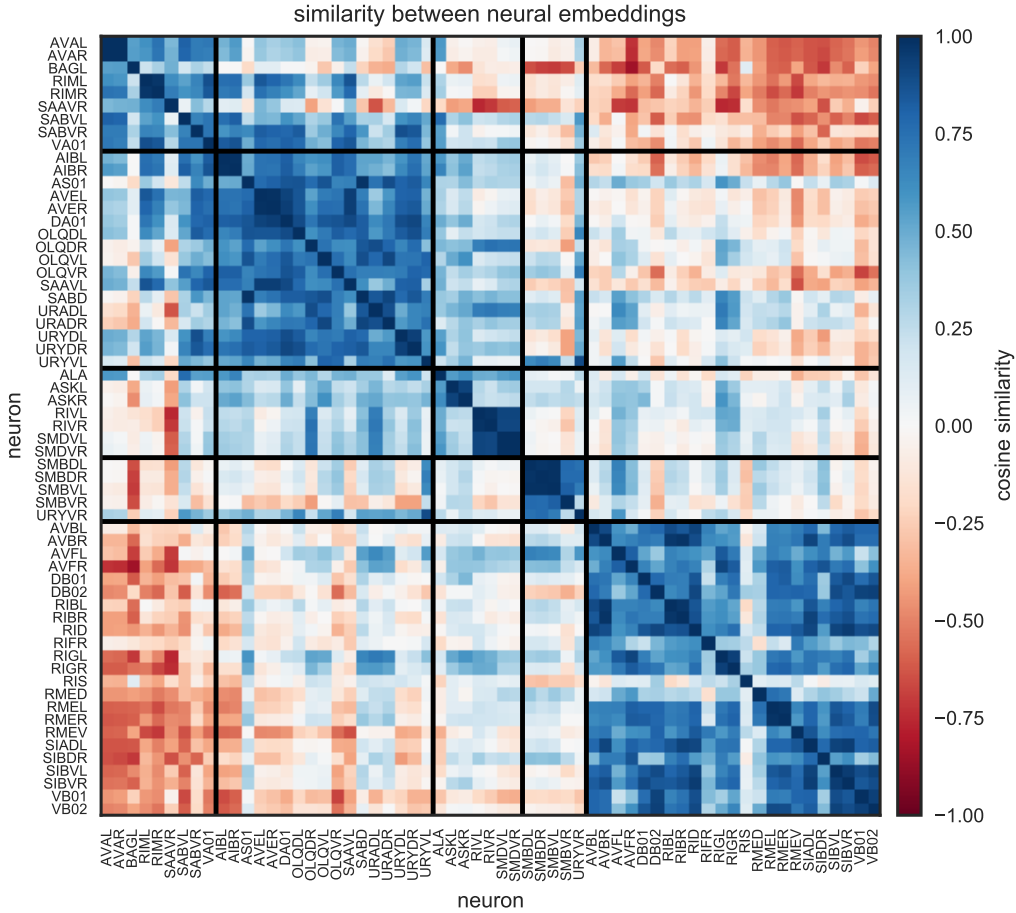 similarity between neural embeddings
AVAL
AVAR
BAGL
RIML
RIMR
SAAVR
SABVL
SABVR
VA01
AIBL
AIBR
AS01
AVEL
AVER
DA01
OLQDL
OLQDR
OLQVL
OLQVR
SAAVL
SABD
URADL
URADR
URYDL
URYDR
URYVL
ALA
ASKL
ASKR
RIVL
RIVR
SMDVL
SMDVR
SMBDL
SMBDR
SMBVL
SMBVR
URYVR
AVBL
AVBR
AVFL
AVFR
DB01
DB02
RIBL
RIBR
RID
RIFR
RIGL
RIGR
RIS
RMED
RMEL
RMER
RMEV
SIADL
SIBDR
SIBVL
SIBVR
VB01
VB02
neuron
AVAL
AVAR
BAGL
RIML
RIMR
SAAVR
SABVL
SABVR
VA01
AIBL
AIBR
AS01
AVEL
AVER
DA01
OLQDL
OLQDR
OLQVL
OLQVR
SAAVL
SABD
URADL
URADR
URYDL
URYDR
URYVL
ALA
ASKL
ASKR
RIVL
RIVR
SMDVL
SMDVR
SMBDL
SMBDR
SMBVL
SMBVR
URYVR
AVBL
AVBR
AVFL
AVFR
DB01
DB02
RIBL
RIBR
RID
RIFR
RIGL
RIGR
RIS
RMED
RMEL
RMER
RMEV
SIADL
SIBDR
SIBVL
SIBVR
VB01
VB02
neuron
1.00
0.75
0.50
0.25
0.00
−0.25
−0.50
−0.75
−1.00
cosine similarity